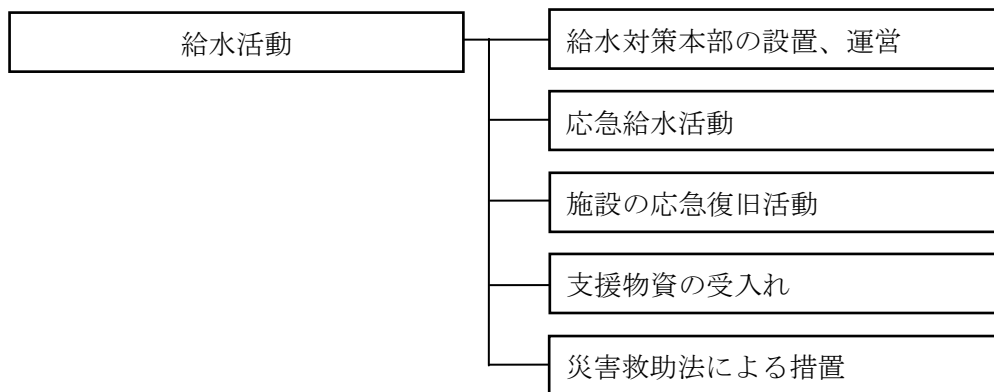 給水活動
給水対策本部の設置、運営
応急給水活動
施設の応急復旧活動
支援物資の受入れ
災害救助法による措置